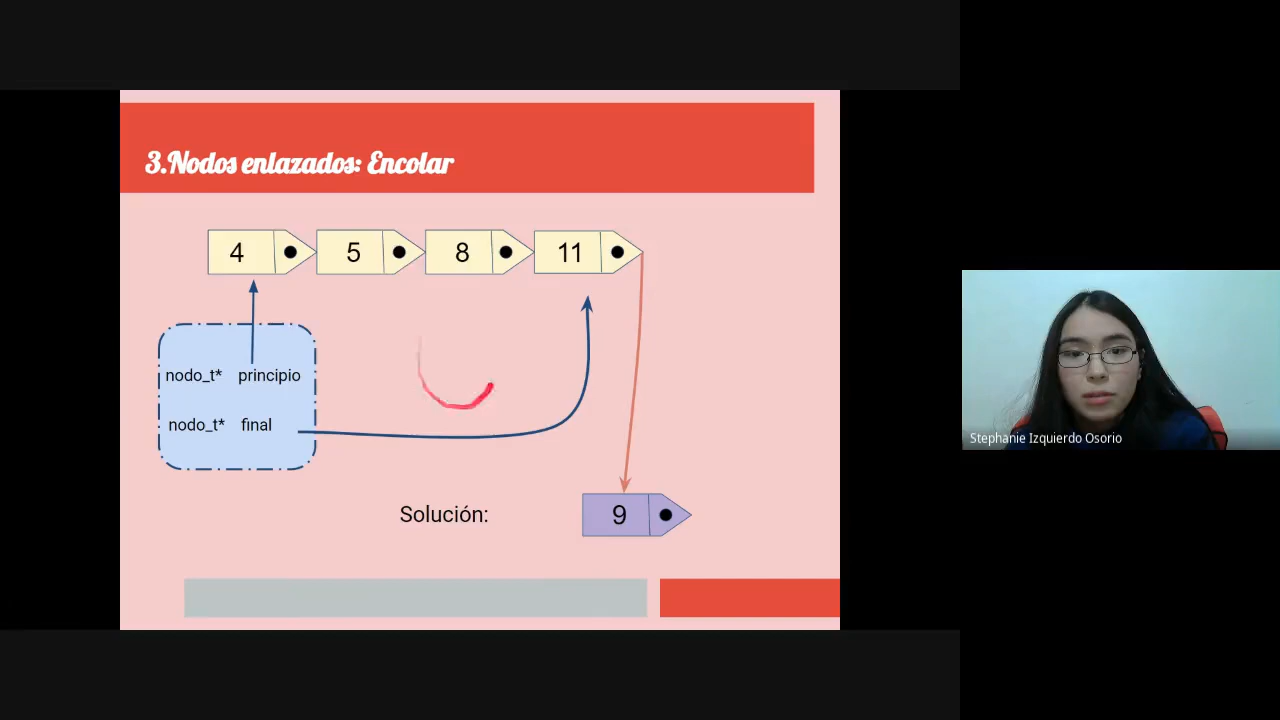 3.Nodos enlazados: Encolar
4 5 8 11
nodo_t* principio
nodo_t* final
Solución: 9
Stephanie Izquierdo Osorio